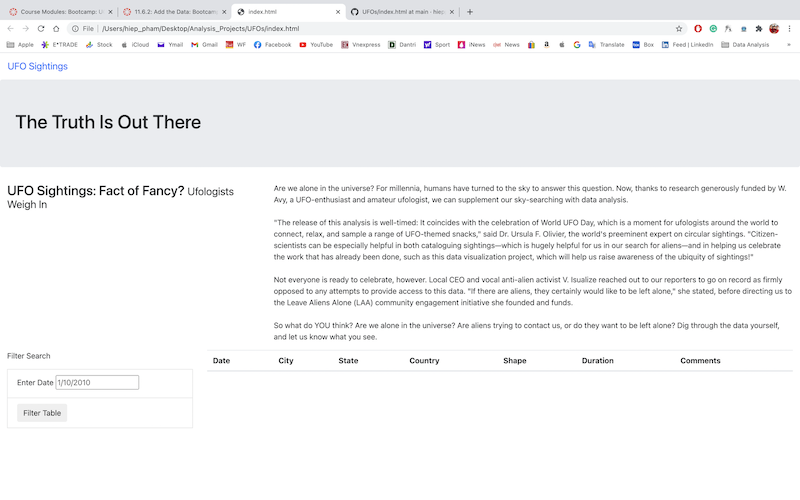 Course Modules: Bootcamp: U
11.6.2: Add the Data: Bootcamp
index.html
UFOs/index.html at main · hiep
File
/Users/hiep_pham/Desktop/Analysis_Projects/UFOs/index.html
Apple
E*TRADE
Stock
iCloud
Ymail
Gmail
WF
Facebook
YouTube
Vnexpress
Dantri
Sport
iNews
News
Translate
Box
Feed | LinkedIn
Data Analysis
UFO Sightings
The Truth Is Out There
UFO Sightings: Fact of Fancy? Ufologists
Weigh In
Are we alone in the universe? For millennia, humans have turned to the sky to answer this question. Now, thanks to research generously funded by W.
Avy, a UFO-enthusiast and amateur ufologist, we can supplement our sky-searching with data analysis.
"The release of this analysis is well-timed: It coincides with the celebration of World UFO Day, which is a moment for ufologists around the world to
connect, relax, and sample a range of UFO-themed snacks," said Dr. Ursula F. Olivier, the world's preeminent expert on circular sightings. "Citizen-
scientists can be especially helpful in both cataloguing sightings—which is hugely helpful for us in our search for aliens—and in helping us celebrate
the work that has already been done, such as this data visualization project, which will help us raise awareness of the ubiquity of sightings!"
Not everyone is ready to celebrate, however. Local CEO and vocal anti-alien activist V. Isualize reached out to our reporters to go on record as firmly
opposed to any attempts to provide access to this data. "If there are aliens, they certainly would like to be left alone," she stated, before directing us to
the Leave Aliens Alone (LAA) community engagement initiative she founded and funds.
So what do YOU think? Are we alone in the universe? Are aliens trying to contact us, or do they want to be left alone? Dig through the data yourself,
and let us know what you see.
Filter Search
Date City State Country Shape Duration Comments
Enter Date 1/10/2010
Filter Table